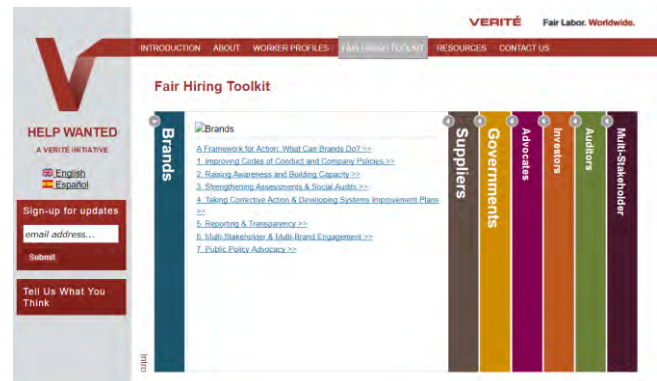 VERITÉ Fair Labor. Worldwide.
INTRODUCTION ABOUT WORKER PROFILES FAIR HIRING TOOLKIT RESOURCES CONTACT US
V
HELP WANTED
A VERITÉ INITIATIVE
English
Español
Sign-up for updates
email address...
Submit
Tell Us What You
Think
Fair Hiring Toolkit
Brands
Brands
A Framework for Action: What Can Brands Do? >>
1. Improving Codes of Conduct and Company Policies >>
2. Raising Awareness and Building Capacity >>
3. Strengthening Assessments & Social Audits >>
4. Taking Corrective Action & Developing Systems Improvement Plans
>>
5. Reporting & Transparency >>
6. Multi-Stakeholder & Multi-Brand Engagement >>
7. Public Policy Advocacy >>
Suppliers
Governments
Advocates
Investors
Auditors
Multi-Stakeholder
Intro